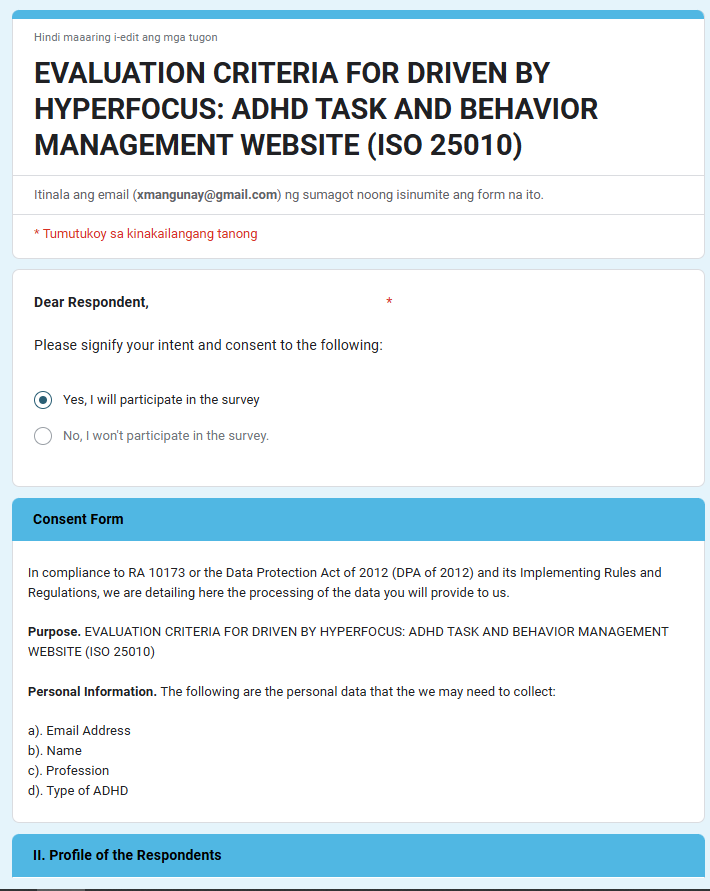 Hindi maaaring i-edit ang mga tugon
EVALUATION CRITERIA FOR DRIVEN BY
HYPERFOCUS: ADHD TASK AND BEHAVIOR
MANAGEMENT WEBSITE (ISO 25010)
Itinala ang email (xmangunay@gmail.com) ng sumagot noong isinumite ang form na ito.
* Tumutukoy sa kinakailangang tanong
Dear Respondent, *
Please signify your intent and consent to the following:
Yes, I will participate in the survey
No, I won't participate in the survey.
Consent Form
In compliance to RA 10173 or the Data Protection Act of 2012 (DPA of 2012) and its Implementing Rules and
Regulations, we are detailing here the processing of the data you will provide to us.
Purpose. EVALUATION CRITERIA FOR DRIVEN BY HYPERFOCUS: ADHD TASK AND BEHAVIOR MANAGEMENT
WEBSITE (ISO 25010)
Personal Information. The following are the personal data that the we may need to collect:
a). Email Address
b). Name
c). Profession
d). Type of ADHD
II. Profile of the Respondents